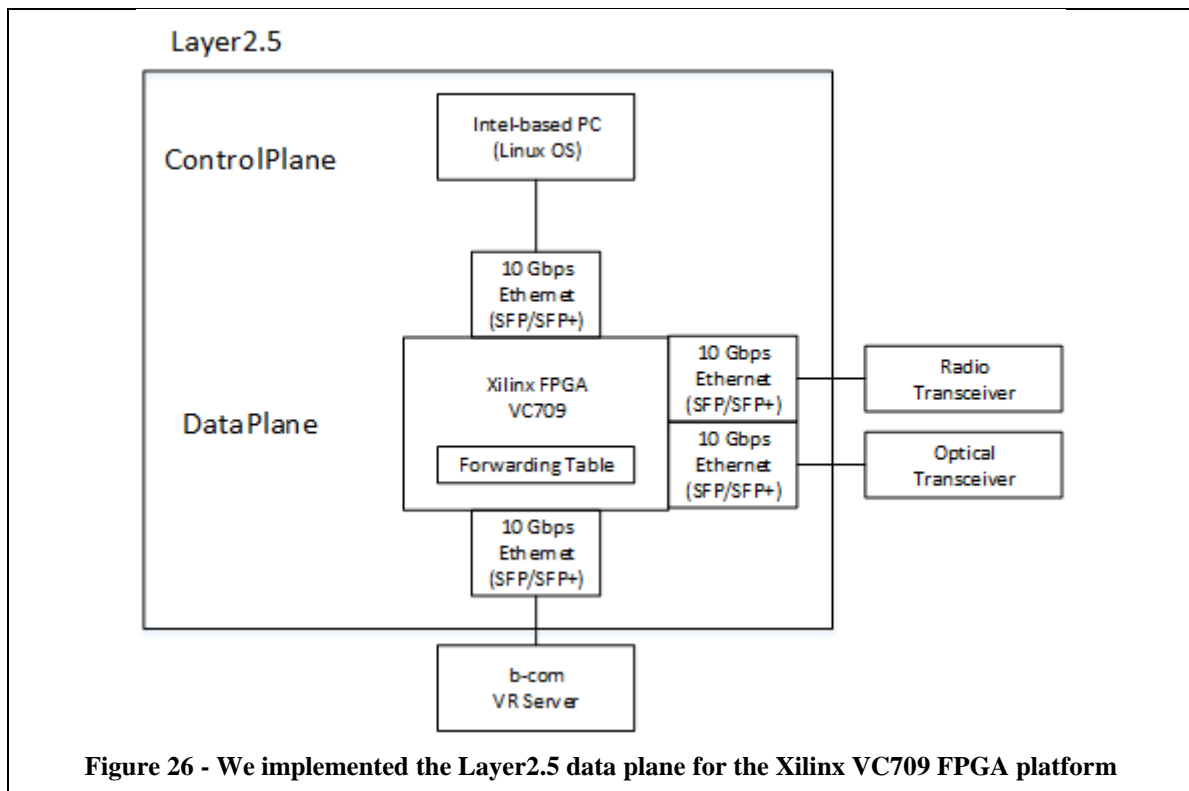 Layer2.5
ControlPlane
Intel-based PC
(Linux OS)
10 Gbps
Ethernet
(SFP/SFP+)
DataPlane
Xilinx FPGA
VC709
Forwarding Table
10 Gbps
Ethernet
(SFP/SFP+)
Radio
Transceiver
10 Gbps
Ethernet
(SFP/SFP+)
Optical
Transceiver
10 Gbps
Ethernet
(SFP/SFP+)
b-com
VR Server
Figure 26 - We implemented the Layer2.5 data plane for the Xilinx VC709 FPGA platform